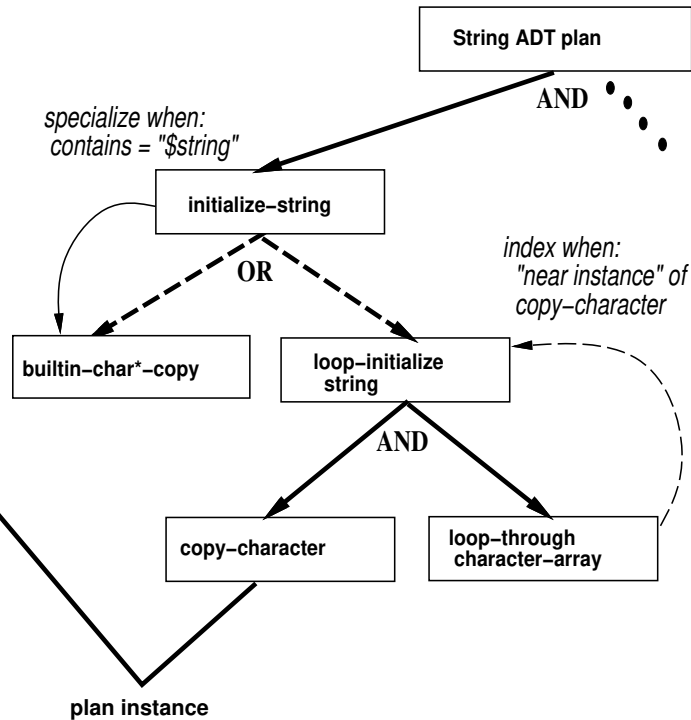 String ADT plan
AND
specialize when:
contains = "$string"
initialize−string
OR
index when:
"near instance" of
copy−character
builtin−char*−copy
loop−initialize
string
AND
copy−character
loop−through
character−array
plan instance